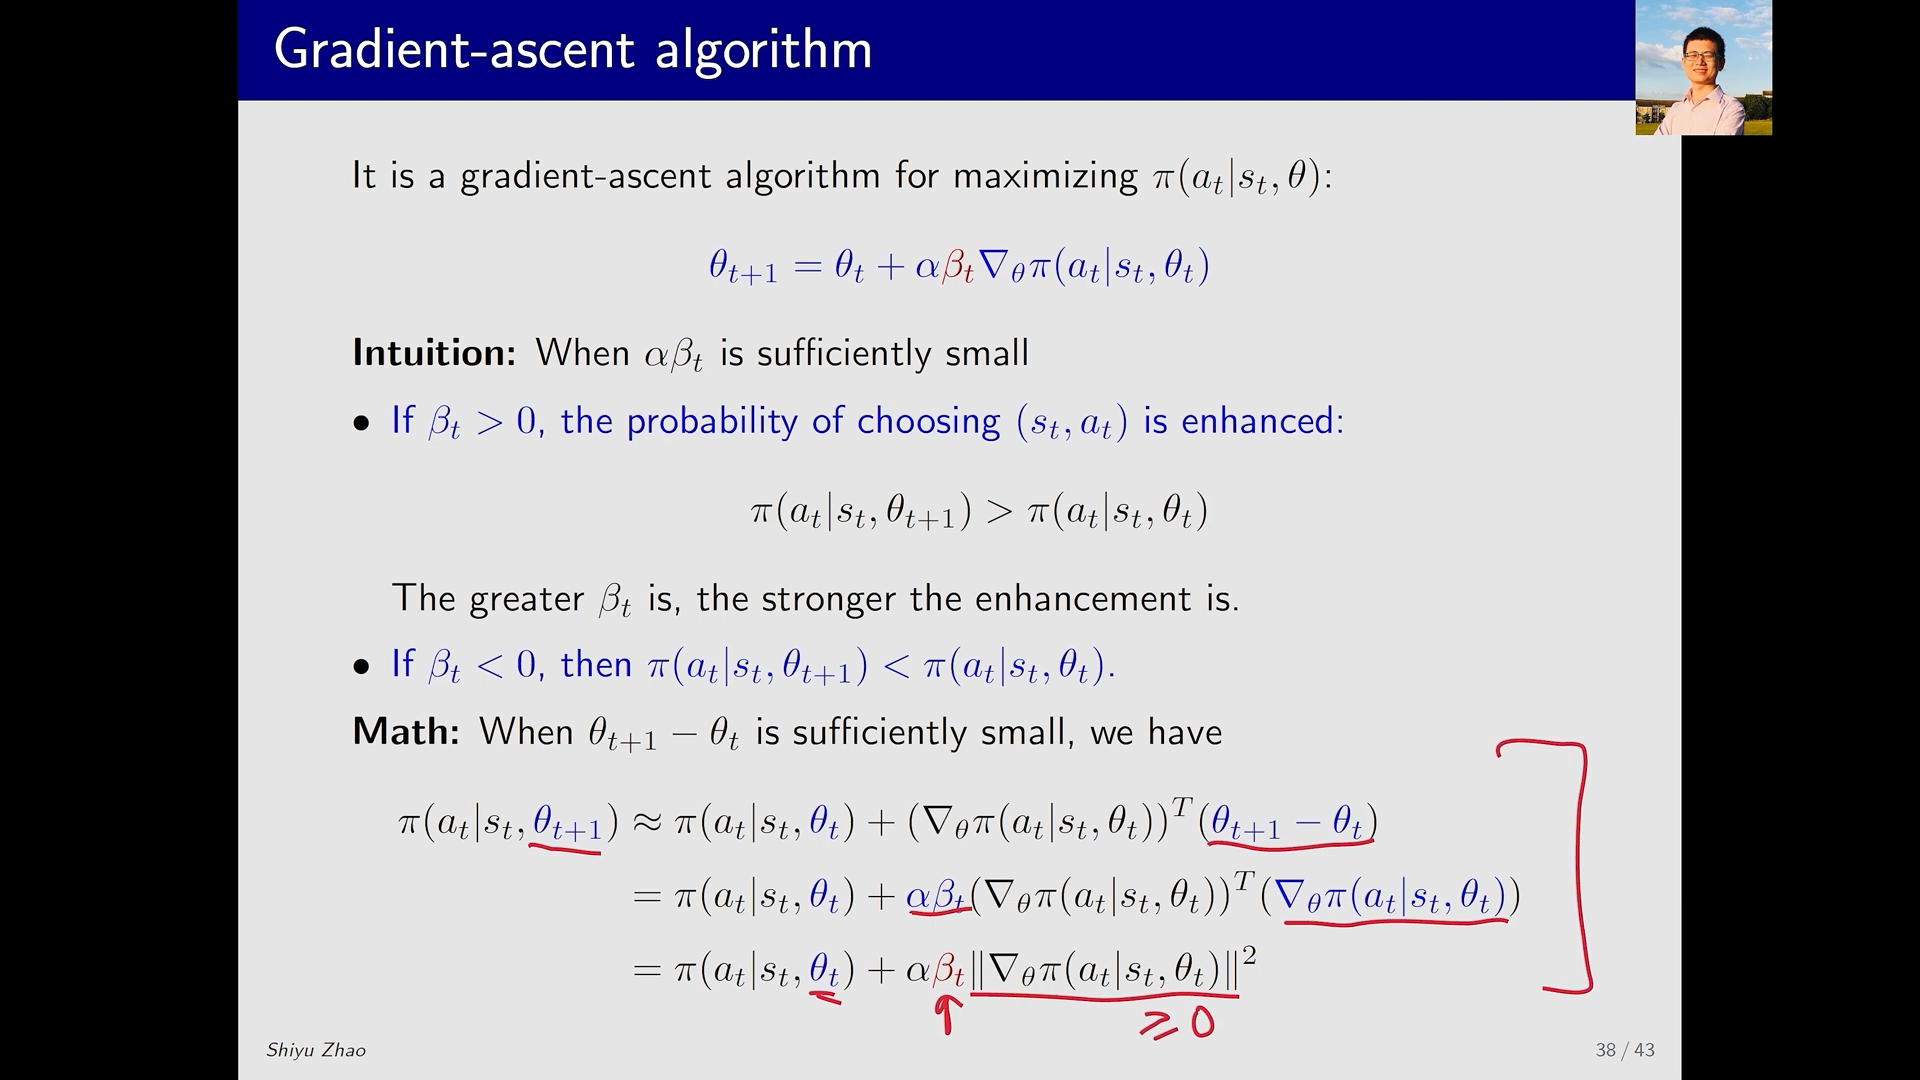 Gradient-ascent algorithm
It is a gradient-ascent algorithm for maximizing π(a_t|s_t, θ):
θ_{t+1} = θ_t + αβ_t∇_θπ(a_t|s_t, θ_t)
Intuition: When αβ_t is sufficiently small
• If β_t > 0, the probability of choosing (s_t, a_t) is enhanced:
π(a_t|s_t, θ_{t+1}) > π(a_t|s_t, θ_t)
The greater β_t is, the stronger the enhancement is.
• If β_t < 0, then π(a_t|s_t, θ_{t+1}) < π(a_t|s_t, θ_t).
Math: When θ_{t+1} − θ_t is sufficiently small, we have
π(a_t|s_t, θ_{t+1}) ≈ π(a_t|s_t, θ_t) + (∇_θπ(a_t|s_t, θ_t))^T(θ_{t+1} − θ_t)
= π(a_t|s_t, θ_t) + αβ_t(∇_θπ(a_t|s_t, θ_t))^T(∇_θπ(a_t|s_t, θ_t))
= π(a_t|s_t, θ_t) + αβ_t‖∇_θπ(a_t|s_t, θ_t)‖^2
≥ 0
Shiyu Zhao
38 / 43